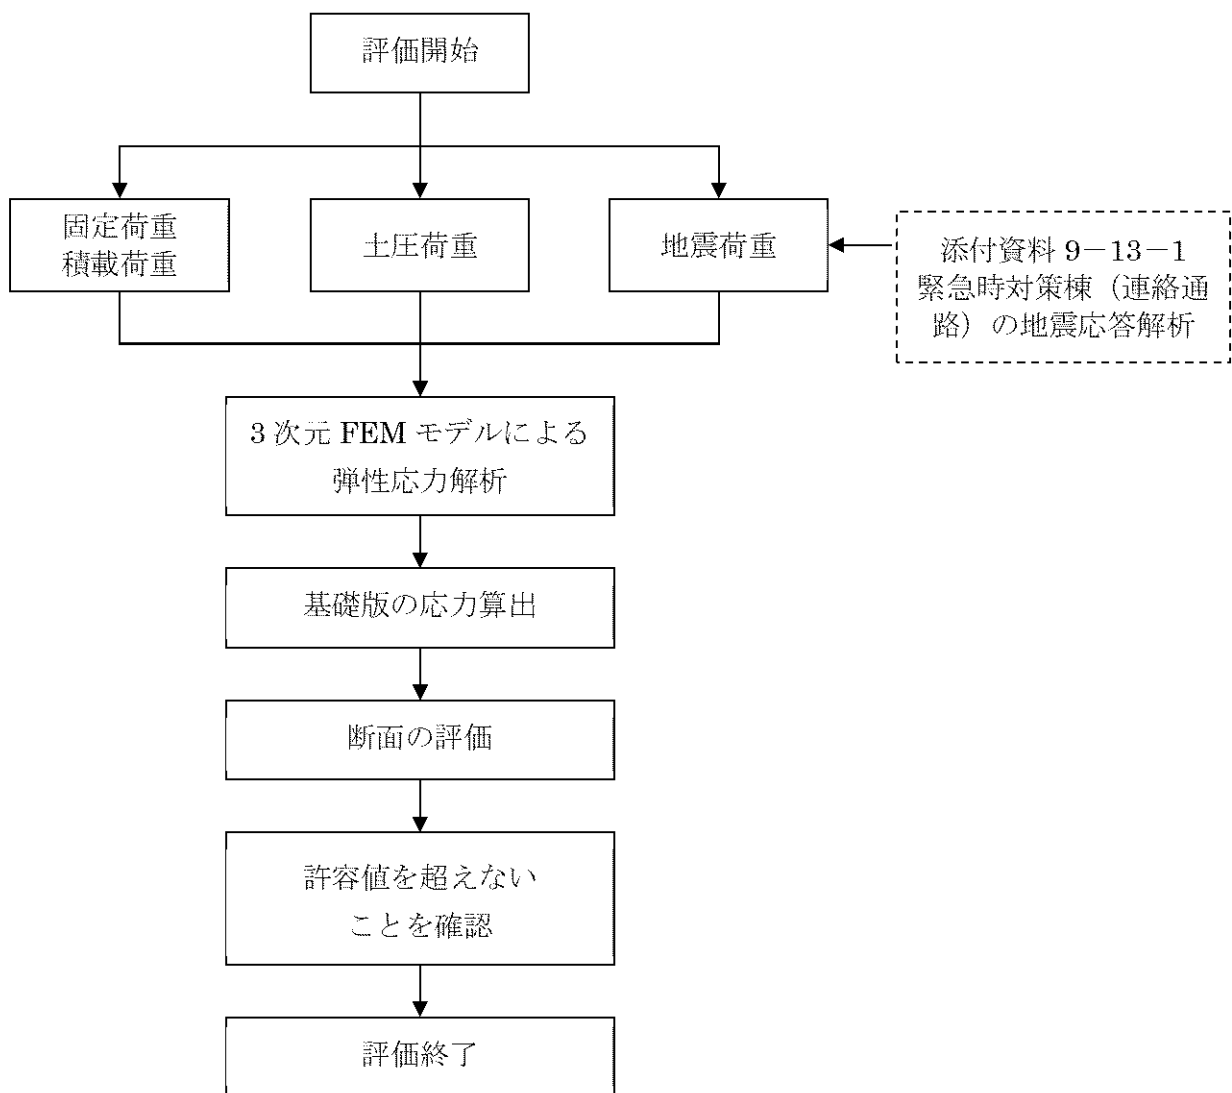 評価開始
固定荷重
積載荷重
土圧荷重
地震荷重
添付資料 9-13-1
緊急時対策棟(連絡通
路)の地震応答解析
3次元 FEM モデルによる
弾性応力解析
基礎版の応力算出
断面の評価
許容値を超えない
ことを確認
評価終了